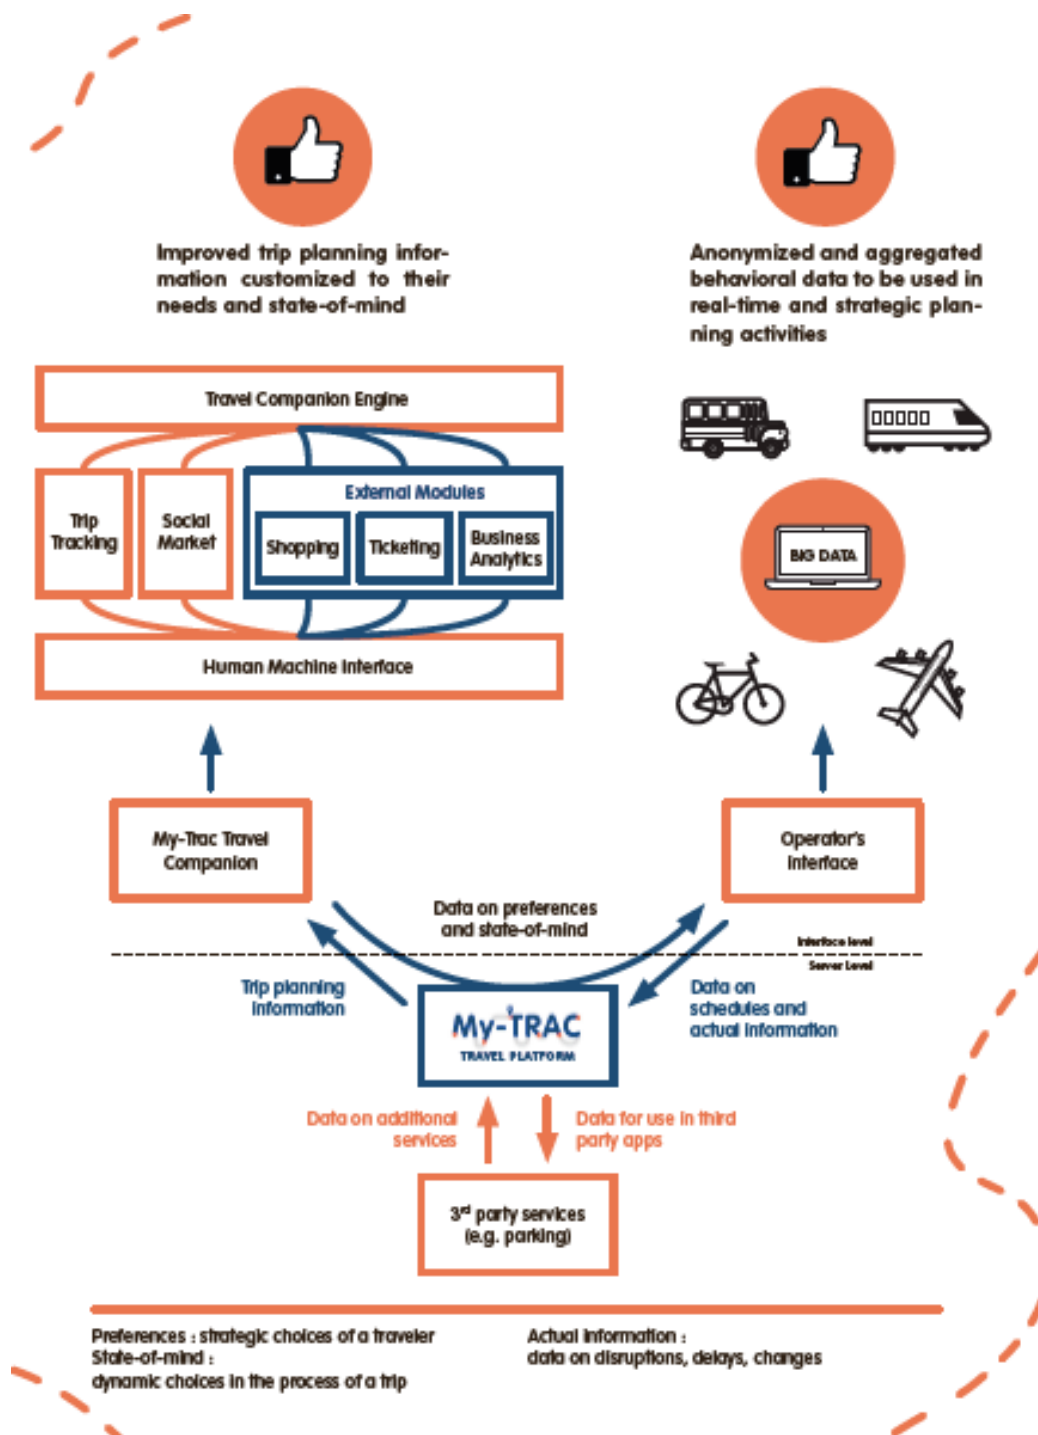 Improved trip planning infor-
mation customized to their
needs and state-of-mind
Anonymized and aggregated
behavioral data to be used in
real-time and strategic plan-
ning activities
Travel Companion Engine
Trip
Tracking
Social
Market
External Modules
Shopping
Ticketing
Business
Analytics
Human Machine Interface
BIG DATA
My-Trac Travel
Companion
Operator's
Interface
Data on preferences
and state-of-mind
Interface level
Server Level
Trip planning
Information
Data on
schedules and
actual information
My-TRAC
TRAVEL PLATFORM
Data on additional
services
Data for use in third
party apps
3rd party services
(e.g. parking)
Preferences : strategic choices of a traveler
State-of-mind :
dynamic choices in the process of a trip
Actual information :
data on disruptions, delays, changes